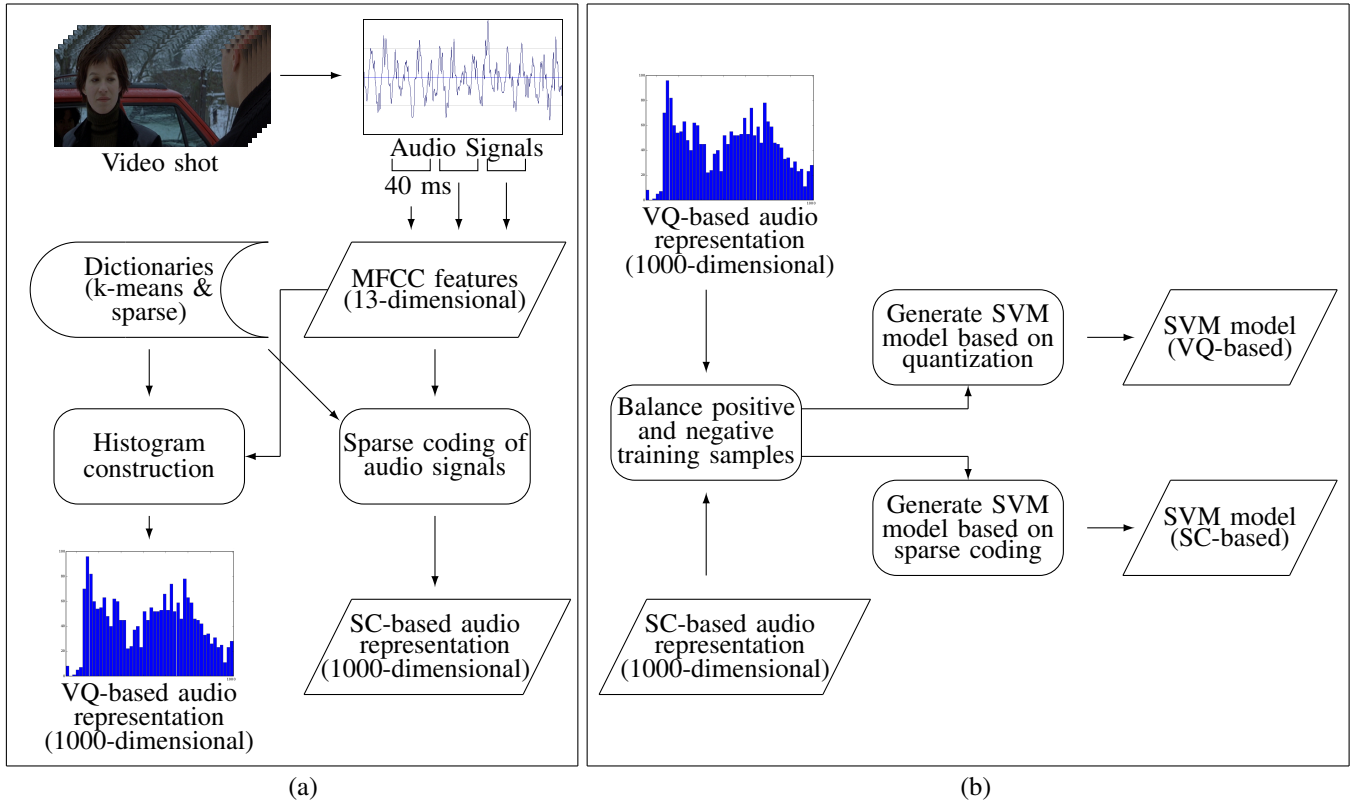 Video shot
Audio Signals
40 ms
Dictionaries
(k-means &
sparse)
MFCC features
(13-dimensional)
Histogram
construction
Sparse coding of
audio signals
VQ-based audio
representation
(1000-dimensional)
SC-based audio
representation
(1000-dimensional)
(a)
VQ-based audio
representation
(1000-dimensional)
Balance positive
and negative
training samples
SC-based audio
representation
(1000-dimensional)
Generate SVM
model based on
quantization
SVM model
(VQ-based)
Generate SVM
model based on
sparse coding
SVM model
(SC-based)
(b)